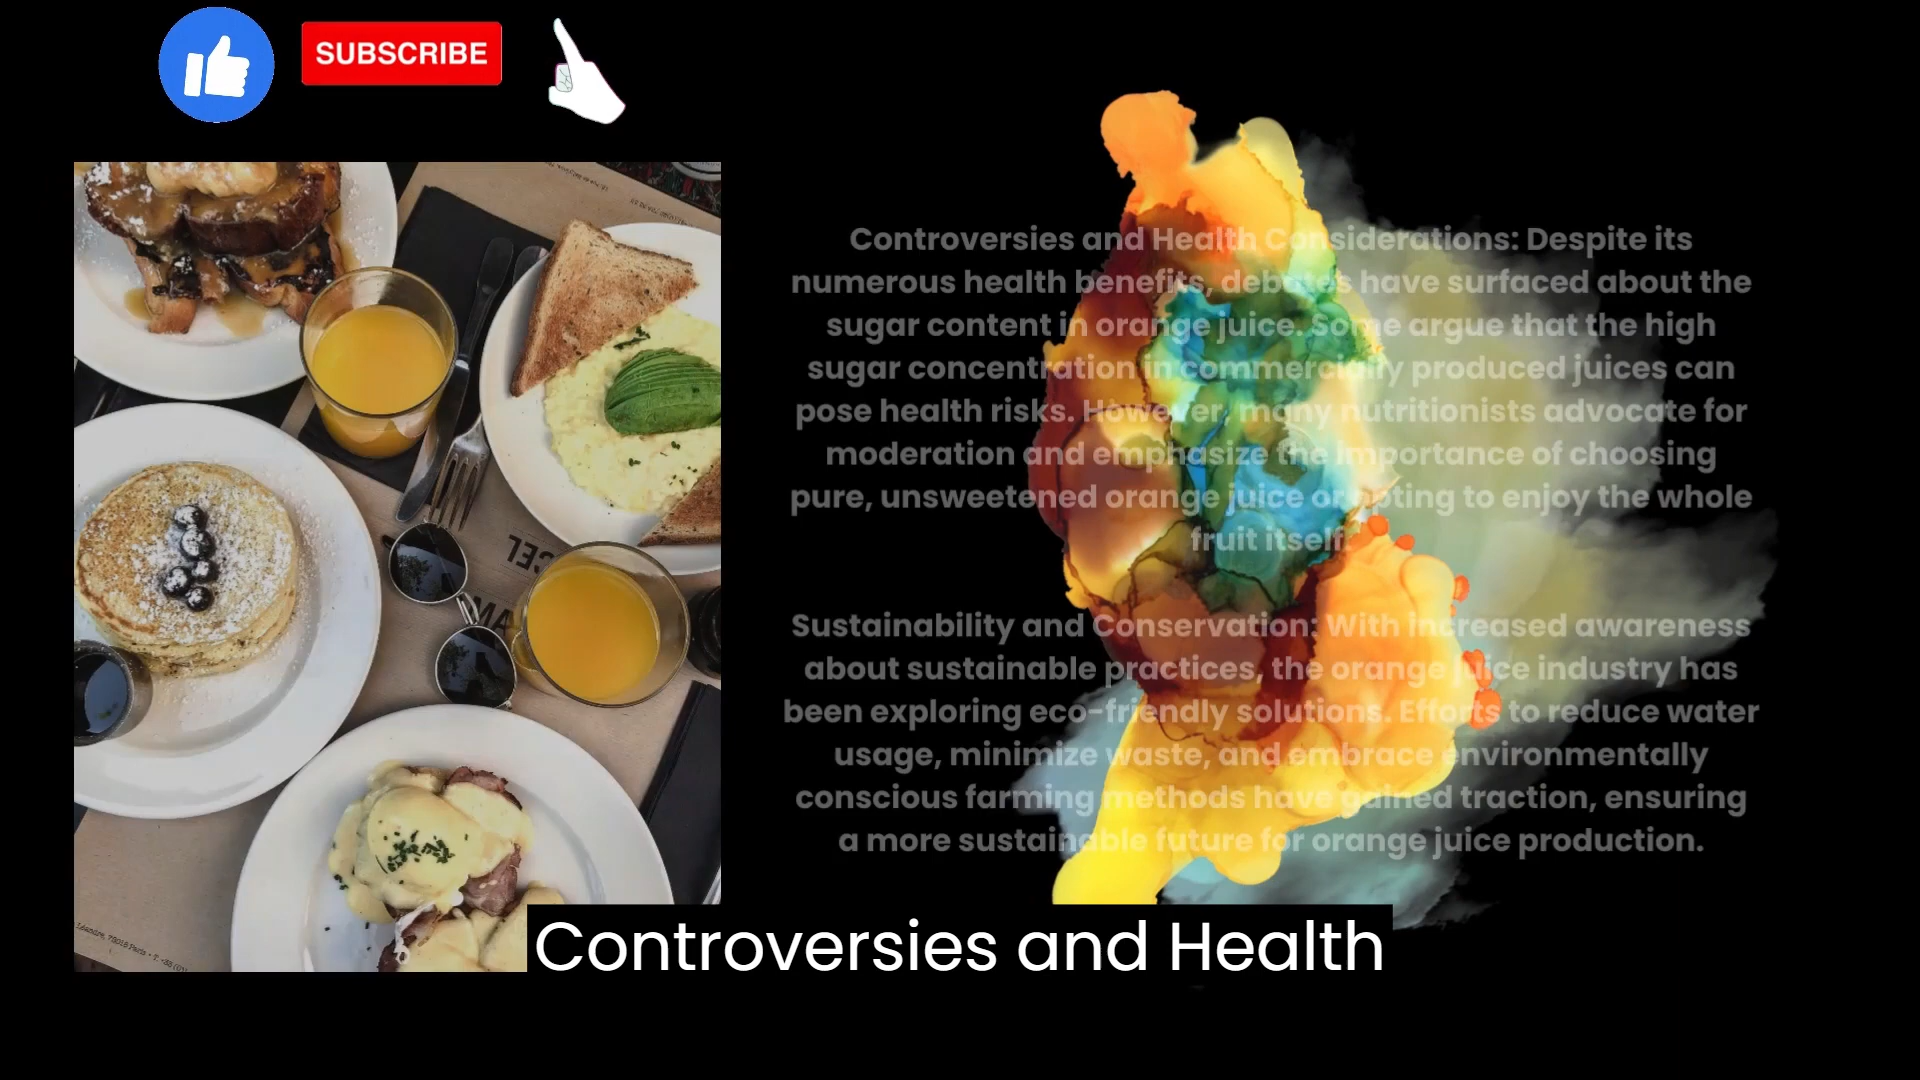 SUBSCRIBE
Controversies and Health Considerations: Despite its
numerous health benefits, debates have surfaced about the
sugar content in orange juice. Some argue that the high
sugar concentration in commercially produced juices can
pose health risks. However, many nutritionists advocate for
moderation and emphasize the importance of choosing
pure, unsweetened orange juice or opting to enjoy the whole
fruit itself.
Sustainability and Conservation: With increased awareness
about sustainable practices, the orange juice industry has
been exploring eco-friendly solutions. Efforts to reduce water
usage, minimize waste, and embrace environmentally
conscious farming methods have gained traction, ensuring
a more sustainable future for orange juice production.
Controversies and Health